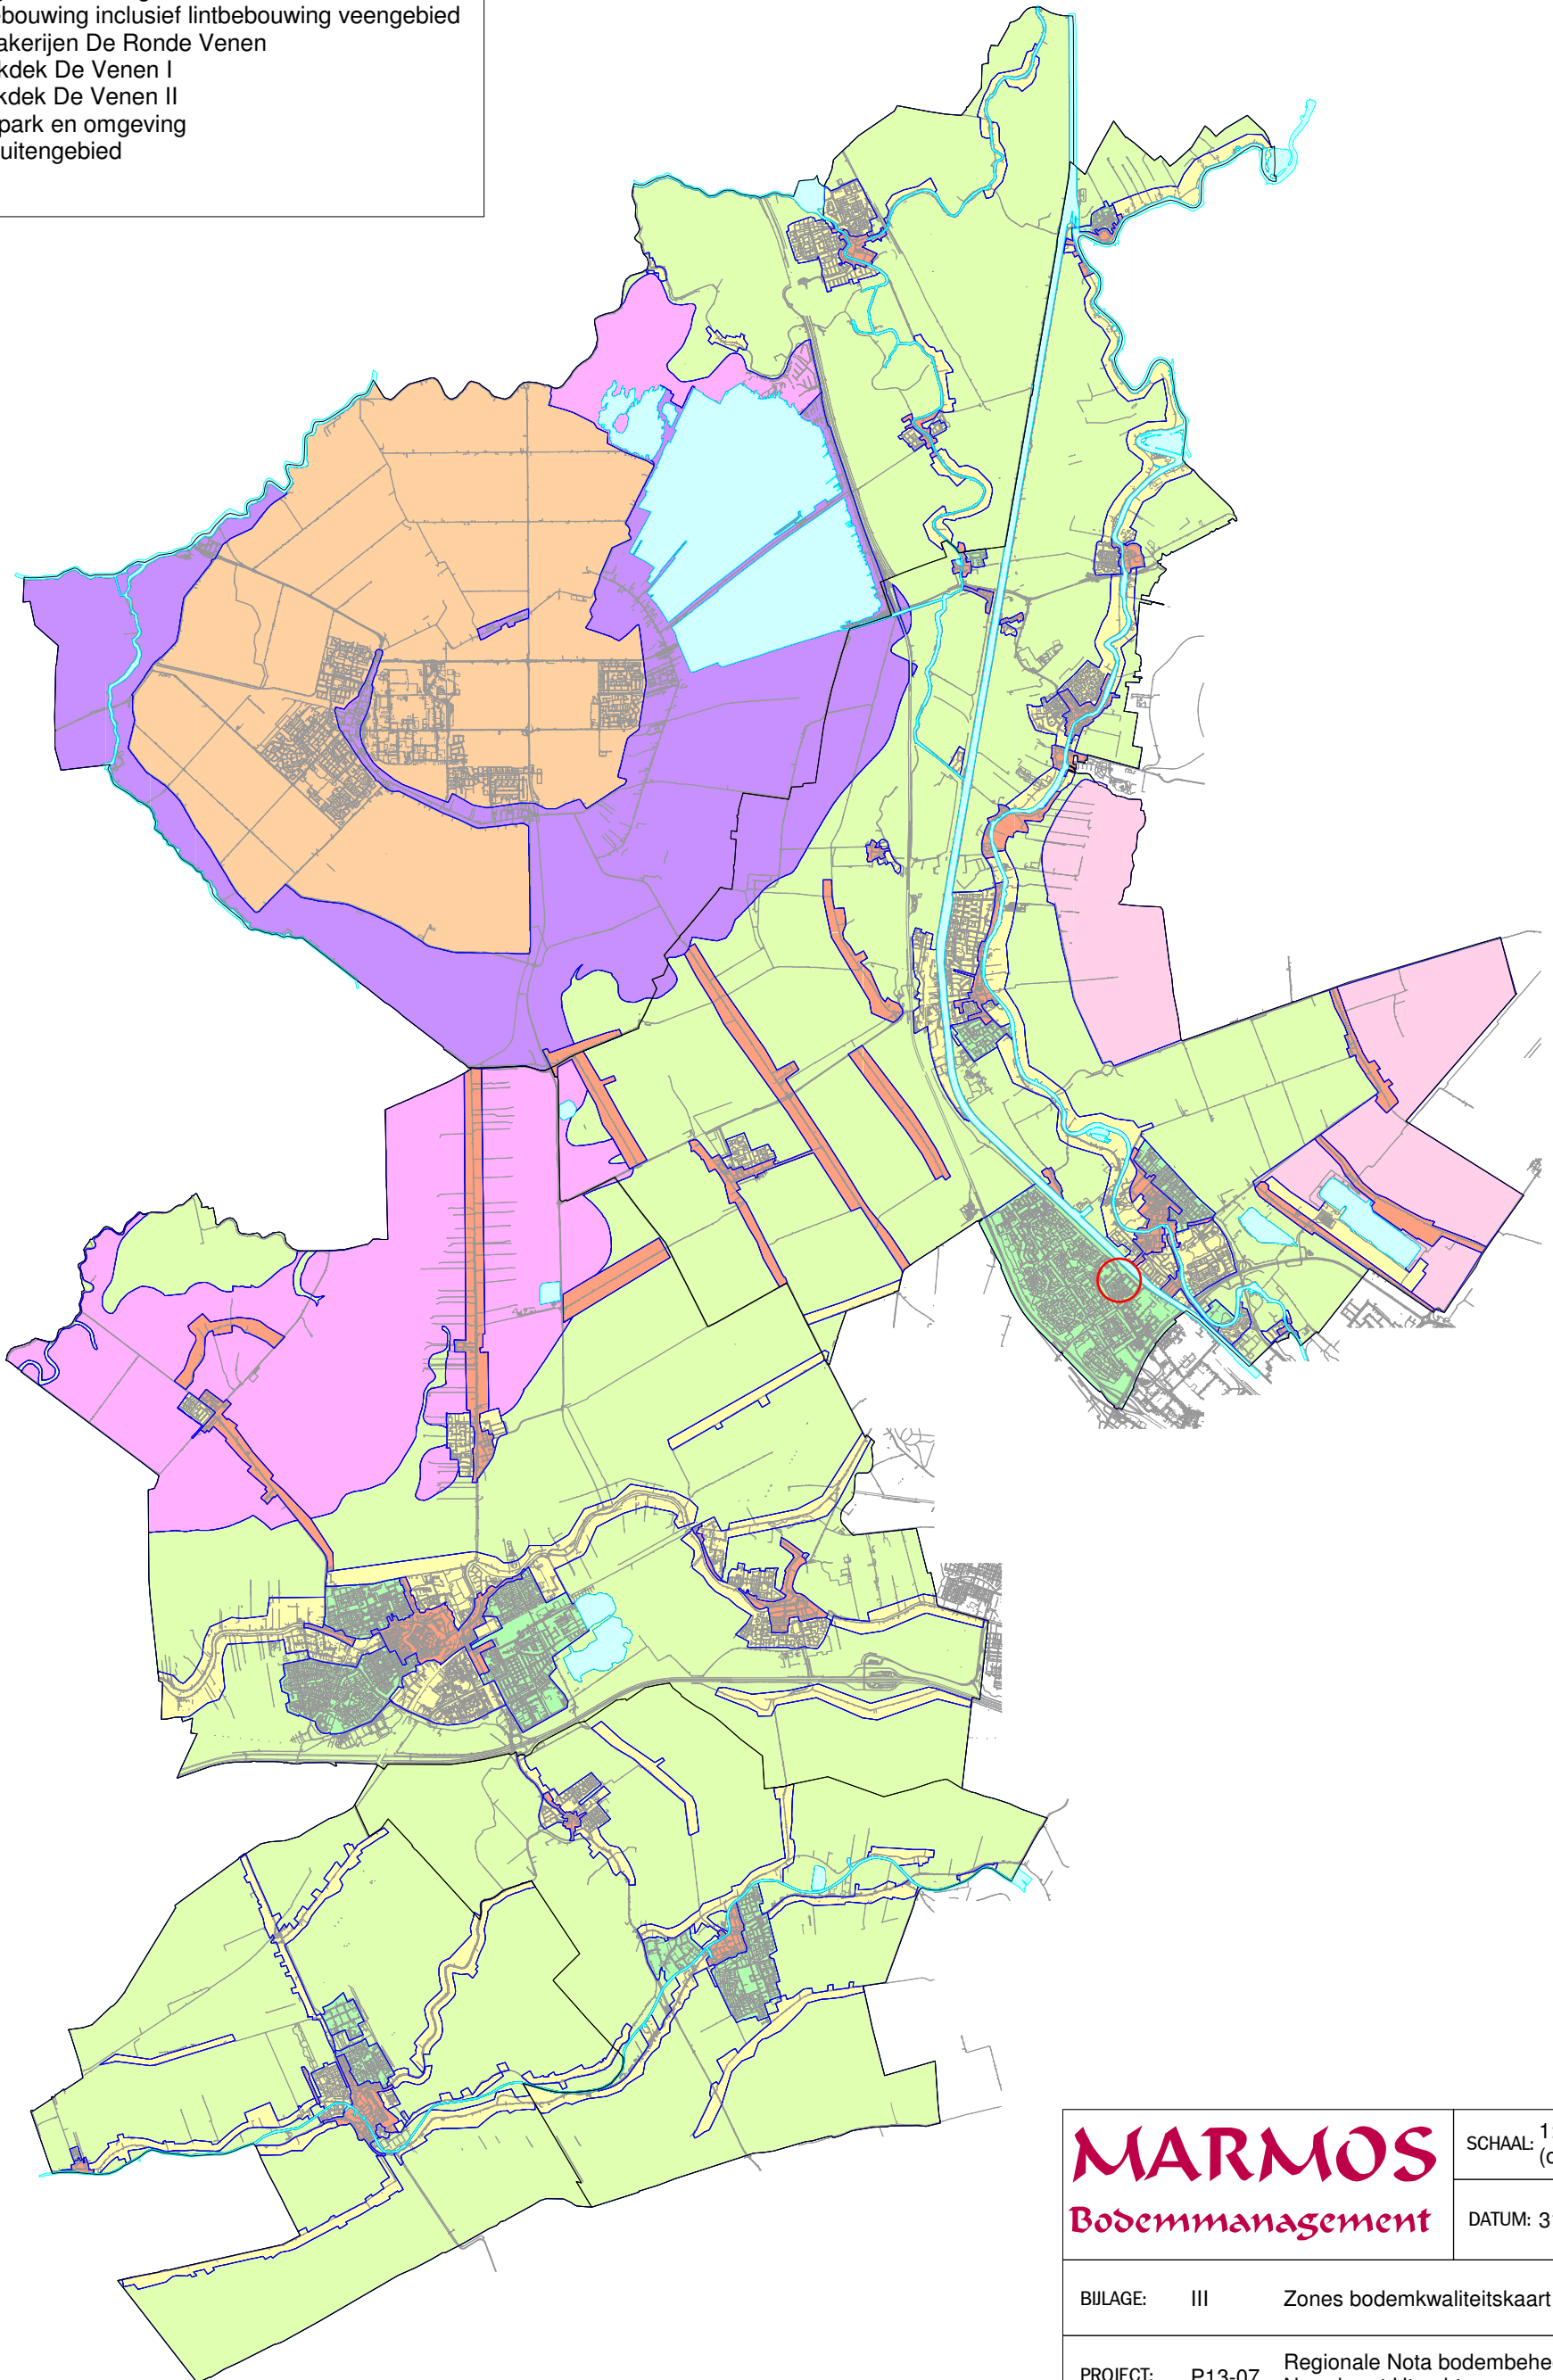 bouwing inclusief lintbebouwing veengebied
akerijen De Ronde Venen
kdek De Venen I
kdek De Venen II
park en omgeving
uitengebied
MARMOS
Bodemmanagement
SCHAAL:
DATUM: 3
BIJLAGE: III Zones bodemkwaliteitskaart
PROJECT: P13-07 Regionale Nota bodembehe